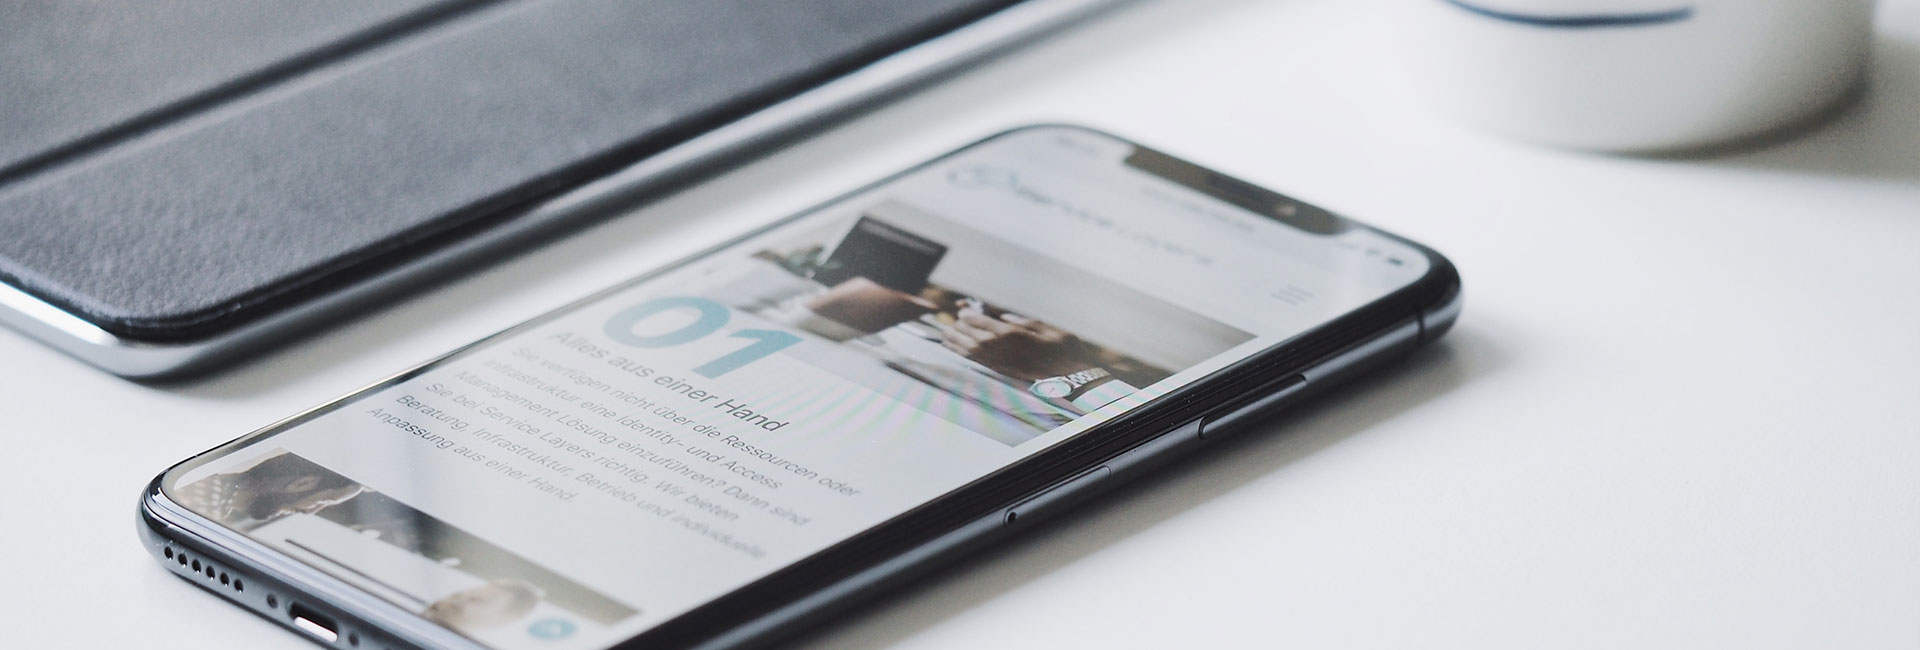 01
Alles aus einer Hand
Sie verfügen nicht über die Ressourcen oder
Infrastruktur eine Identity- und Access
Management Lösung einzuführen? Dann sind
Sie bei Service Layers richtig. Wir bieten
Beratung, Infrastruktur, Betrieb und individuelle
Anpassung aus einer Hand.